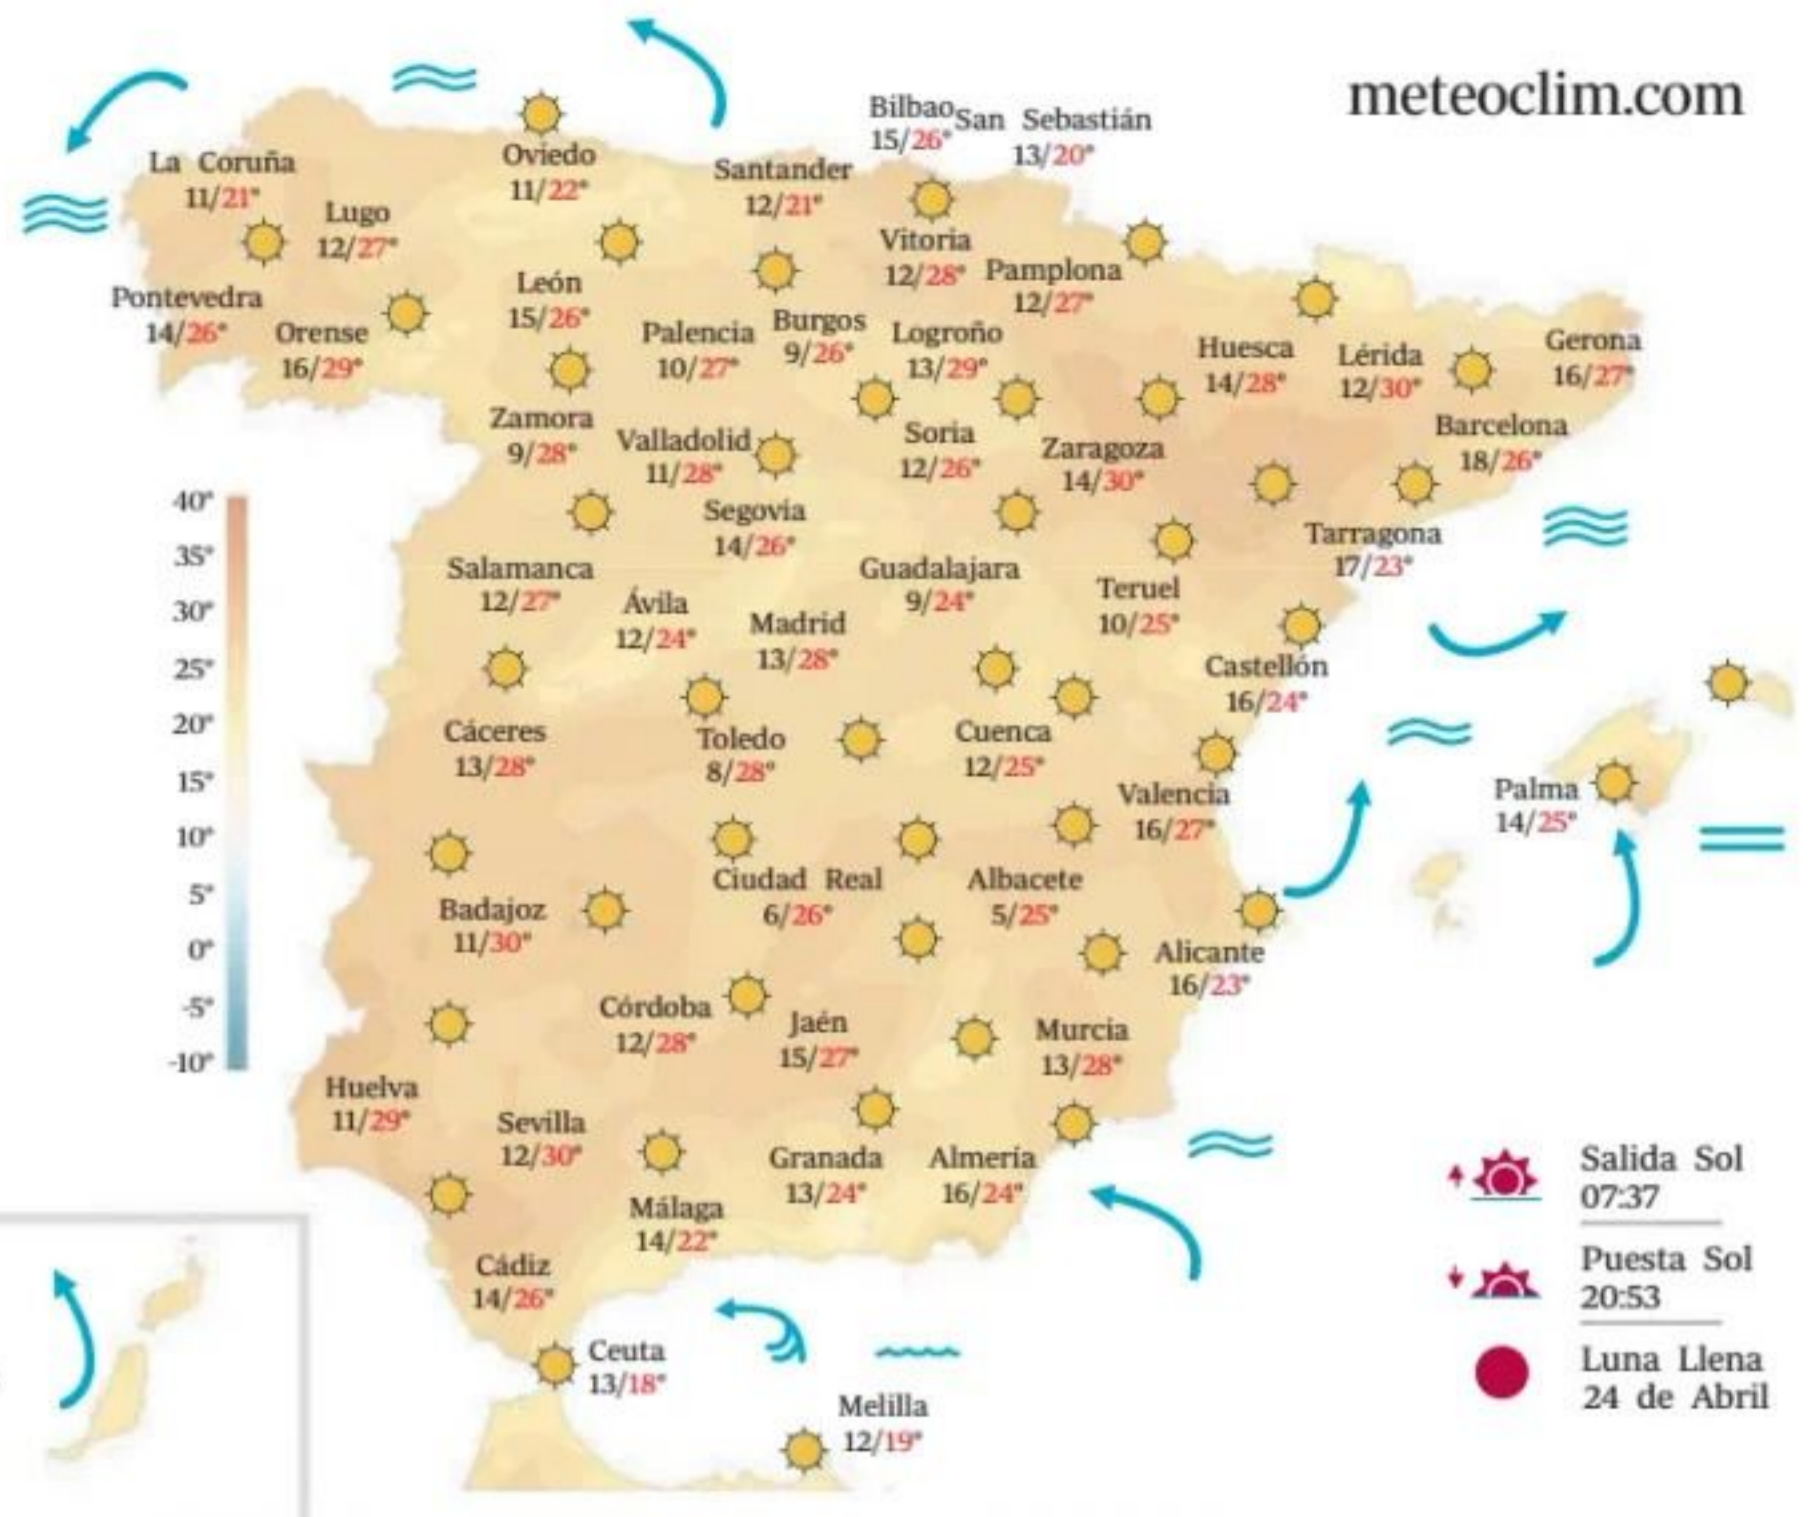 meteoclim.com
Bilbao
15/26°
San Sebastián
13/20°
La Coruña
11/21°
Oviedo
11/22°
Santander
12/21°
Lugo
12/27°
Vitoria
12/28°
Pamplona
12/27°
Pontevedra
14/26°
Orense
16/29°
León
15/26°
Palencia
10/27°
Burgos
9/26°
Logroño
13/29°
Huesca
14/28°
Lérida
12/30°
Gerona
16/27°
Zamora
9/28°
Valladolid
11/28°
Soria
12/26°
Zaragoza
14/30°
Barcelona
18/26°
Segovia
14/26°
Tarragona
17/23°
Salamanca
12/27°
Ávila
12/24°
Madrid
13/28°
Guadalajara
9/24°
Teruel
10/25°
Castellón
16/24°
Cáceres
13/28°
Toledo
8/28°
Cuenca
12/25°
Valencia
16/27°
Palma
14/25°
Badajoz
11/30°
Ciudad Real
6/26°
Albacete
5/25°
Alicante
16/23°
Córdoba
12/28°
Jaén
15/27°
Murcia
13/28°
Huelva
11/29°
Sevilla
12/30°
Granada
13/24°
Almería
16/24°
Málaga
14/22°
Cádiz
14/26°
Ceuta
13/18°
Melilla
12/19°
40°
35°
30°
25°
20°
15°
10°
5°
0°
-5°
-10°
Salida Sol
07:37
Puesta Sol
20:53
Luna Llena
24 de Abril